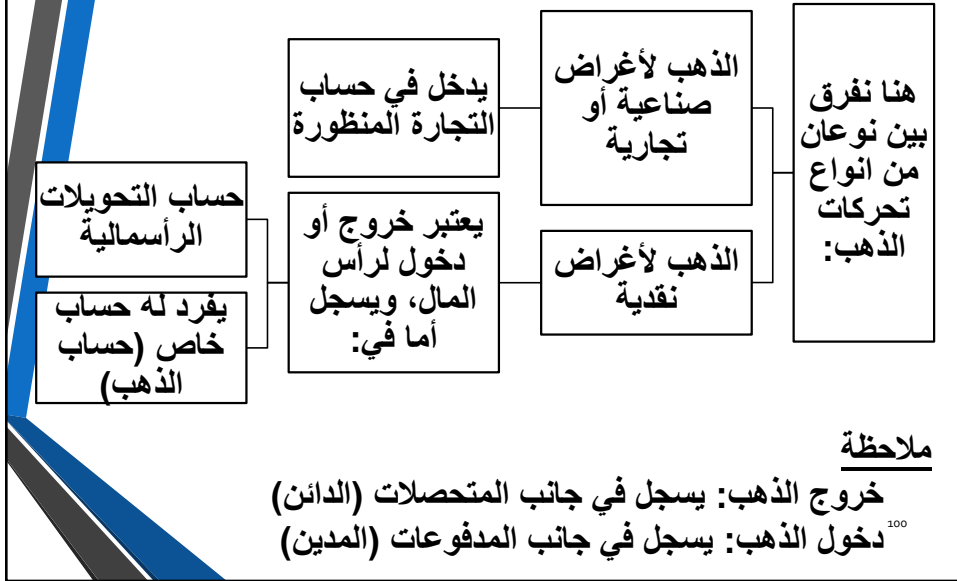 هنا نفرق
بين نوعان
من انواع
تحركات
الذهب:
الذهب لأغراض
صناعية أو
تجارية
يدخل في حساب
التجارة المنظورة
الذهب لأغراض
نقدية
يعتبر خروج أو
دخول لرأس
المال، ويسجل
أما في:
حساب التحويلات
الرأسمالية
يفرد له حساب
خاص (حساب
الذهب)
ملاحظة
خروج الذهب: يسجل في جانب المتحصلات (الدائن)
دخول الذهب: يسجل في جانب المدفوعات (المدين)
100